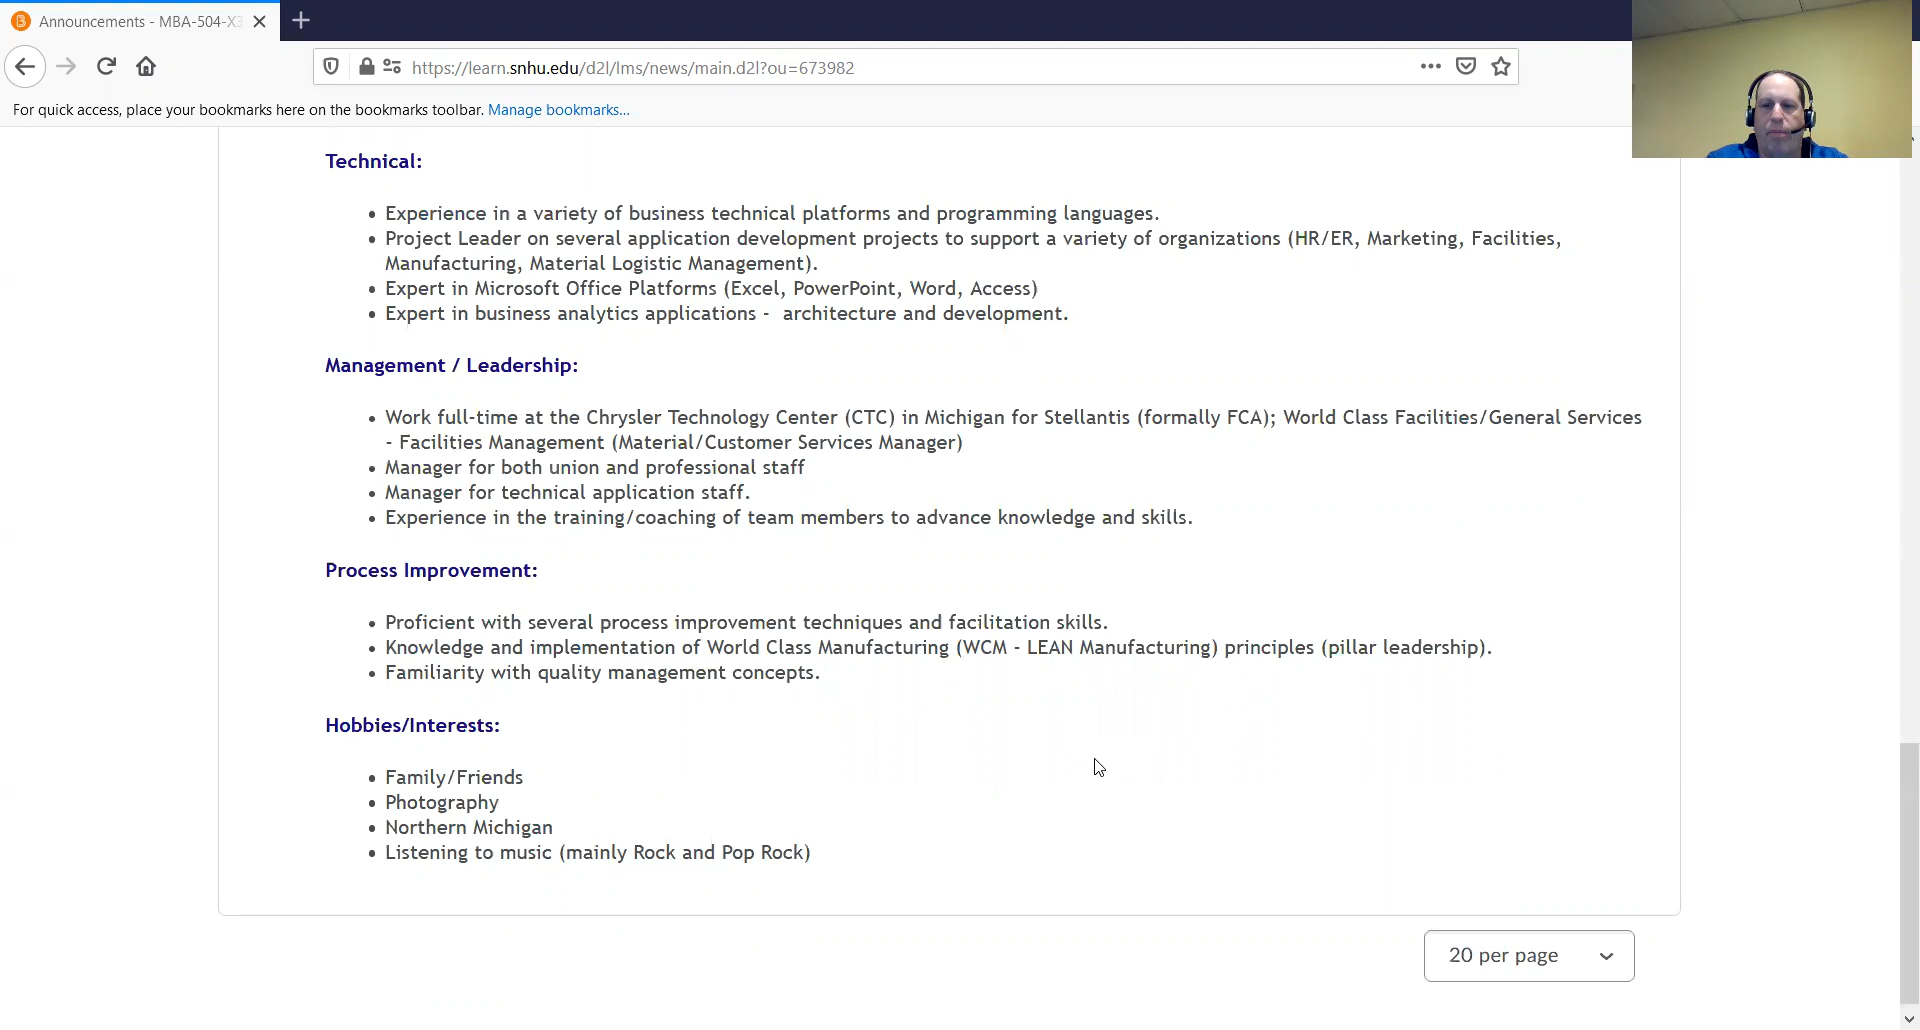 Announcements - MBA-504-X3
https://learn.snhu.edu/d2l/lms/news/main.d2l?ou=673982
For quick access, place your bookmarks here on the bookmarks toolbar. Manage bookmarks...
Technical:
• Experience in a variety of business technical platforms and programming languages.
• Project Leader on several application development projects to support a variety of organizations (HR/ER, Marketing, Facilities,
Manufacturing, Material Logistic Management).
• Expert in Microsoft Office Platforms (Excel, PowerPoint, Word, Access)
• Expert in business analytics applications - architecture and development.
Management / Leadership:
• Work full-time at the Chrysler Technology Center (CTC) in Michigan for Stellantis (formally FCA); World Class Facilities/General Services
- Facilities Management (Material/Customer Services Manager)
• Manager for both union and professional staff
• Manager for technical application staff.
• Experience in the training/coaching of team members to advance knowledge and skills.
Process Improvement:
• Proficient with several process improvement techniques and facilitation skills.
• Knowledge and implementation of World Class Manufacturing (WCM - LEAN Manufacturing) principles (pillar leadership).
• Familiarity with quality management concepts.
Hobbies/Interests:
• Family/Friends
• Photography
• Northern Michigan
• Listening to music (mainly Rock and Pop Rock)
20 per page